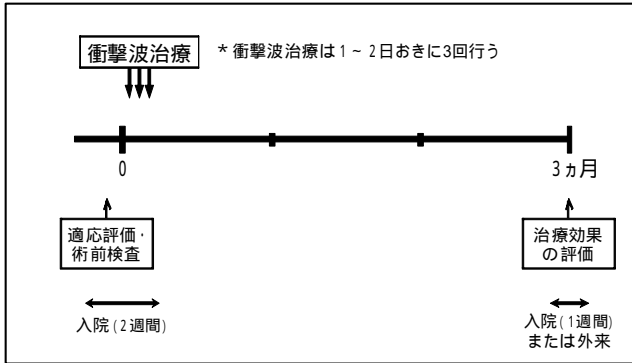 衝撃波治療
*衝撃波治療は1~2日おきに3回行う
0
3ヵ月
適応評価・
術前検査
治療効果
の評価
入院(2週間)
入院(1週間)
または外来